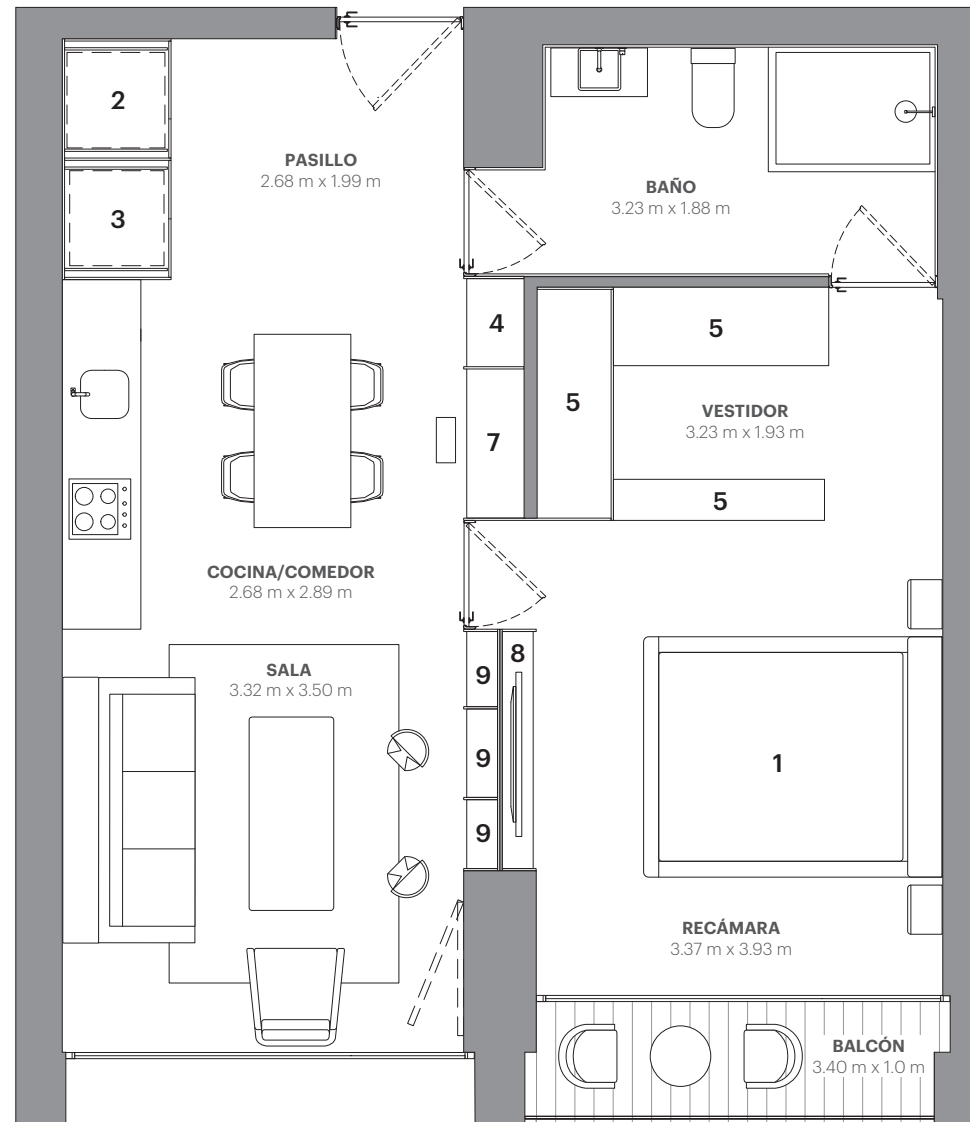 2
PASILLO
2.68 m x 1.99 m
BAÑO
3.23 m x 1.88 m
3
4
5
5
VESTIDOR
3.23 m x 1.93 m
7
5
COCINA/COMEDOR
2.68 m x 2.89 m
SALA
3.32 m x 3.50 m
8
9
9
1
9
RECÁMARA
3.37 m x 3.93 m
BALCÓN
3.40 m x 1.0 m